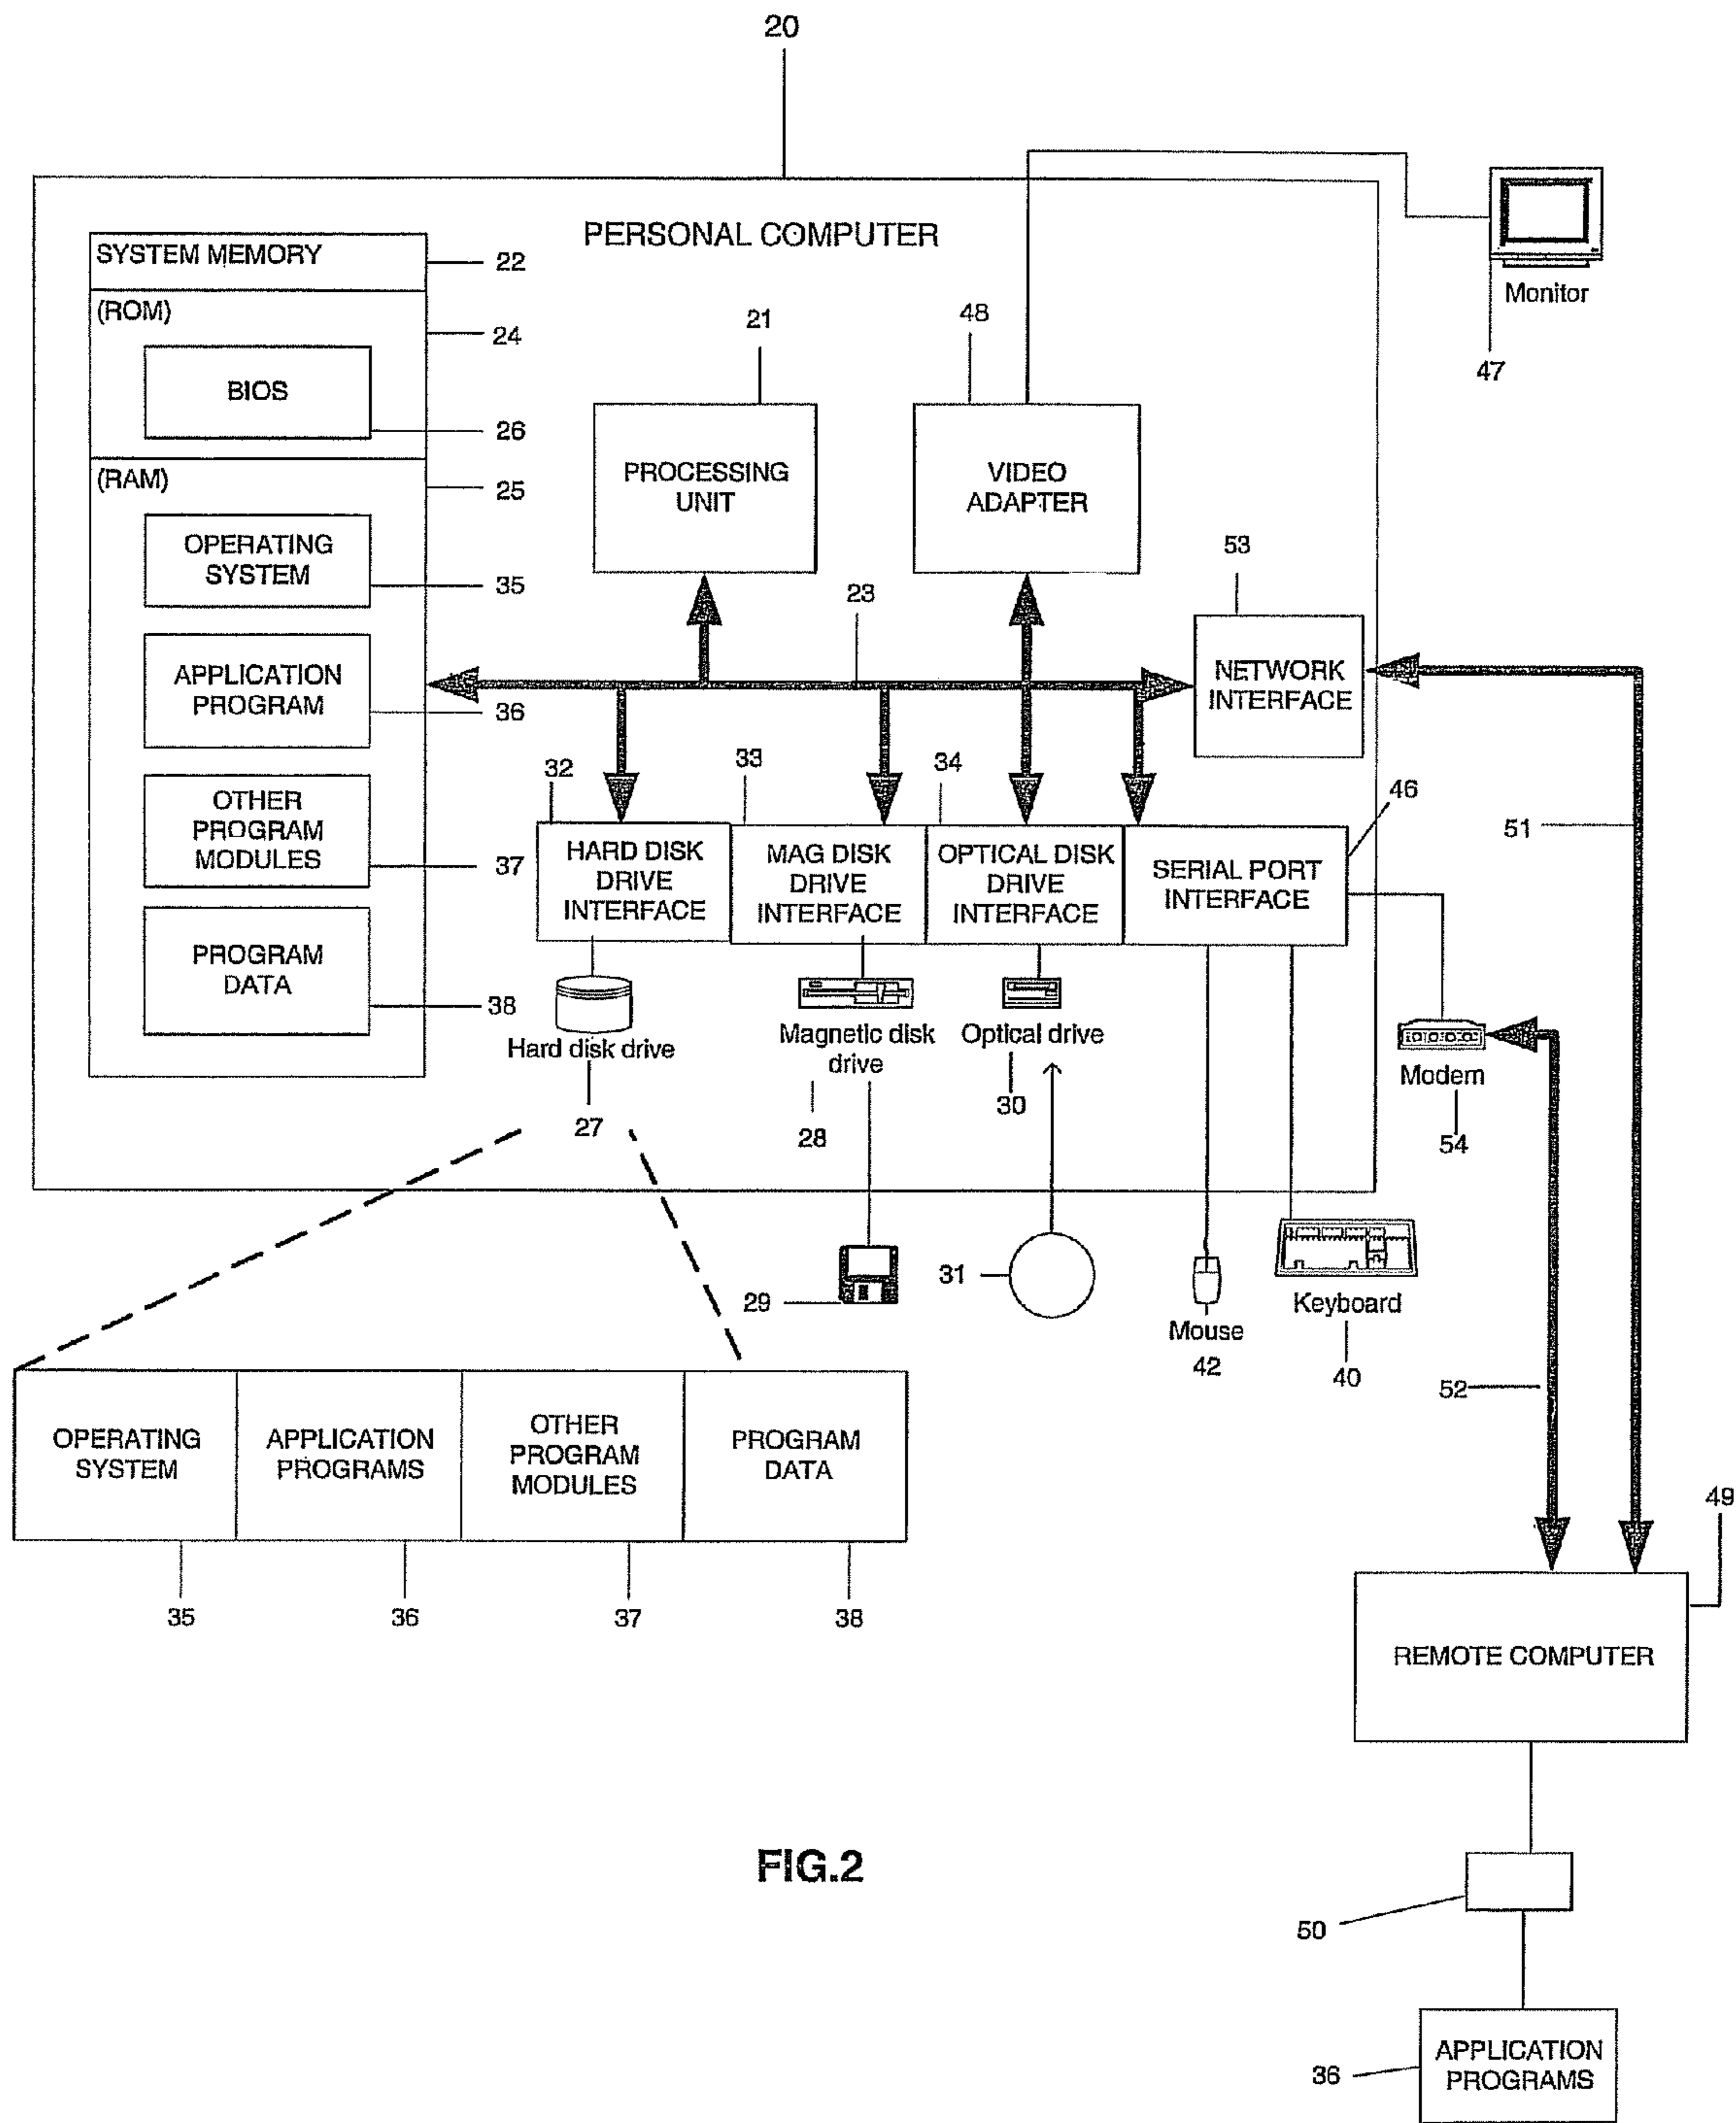 20
PERSONAL COMPUTER
SYSTEM MEMORY
22
(ROM)
24
BIOS
26
(RAM)
25
OPERATING
SYSTEM
35
APPLICATION
PROGRAM
36
OTHER
PROGRAM
MODULES
37
PROGRAM
DATA
38
21
PROCESSING
UNIT
48
VIDEO
ADAPTER
Monitor
47
23
53
NETWORK
INTERFACE
32
HARD DISK
DRIVE
INTERFACE
33
MAG DISK
DRIVE
INTERFACE
34
OPTICAL DISK
DRIVE
INTERFACE
46
SERIAL PORT
INTERFACE
51
Hard disk drive
27
Magnetic disk
drive
28
Optical drive
30
Modem
54
29
31
Mouse
42
Keyboard
40
52
OPERATING
SYSTEM
APPLICATION
PROGRAMS
OTHER
PROGRAM
MODULES
PROGRAM
DATA
35
36
37
38
49
REMOTE COMPUTER
FIG.2
50
36
APPLICATION
PROGRAMS